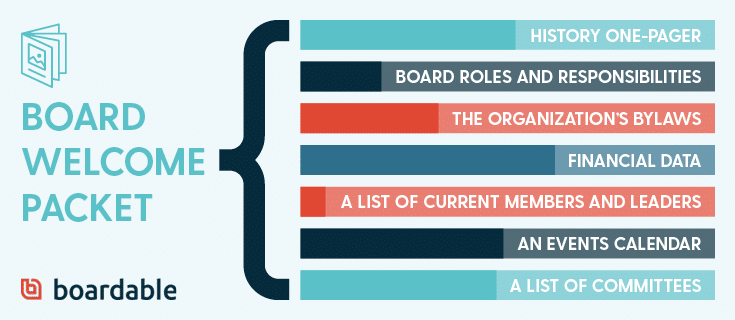 BOARD
WELCOME
PACKET
boardable
HISTORY ONE-PAGER
BOARD ROLES AND RESPONSIBILITIES
THE ORGANIZATION'S BYLAWS
FINANCIAL DATA
A LIST OF CURRENT MEMBERS AND LEADERS
AN EVENTS CALENDAR
A LIST OF COMMITTEES